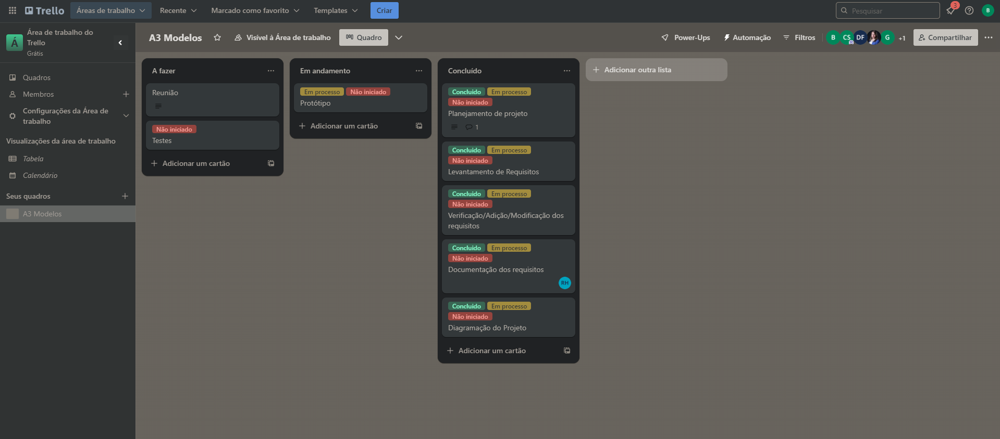 Trello
Áreas de trabalho
Recente
Marcado como favorito
Templates
Criar
Pesquisar
3
B
Á
Área de trabalho do
Trello
Grátis
A3 Modelos
Visível à Área de trabalho
Quadro
Power-Ups
Automação
Filtros
B
CS
DF
G
+1
Compartilhar
Quadros
Membros
Configurações da Área de
trabalho
Visualizações da área de trabalho
Tabela
Calendário
Seus quadros
A3 Modelos
A fazer
Reunião
Não iniciado
Testes
Adicionar um cartão
Em andamento
Em processo Não iniciado
Protótipo
Adicionar um cartão
Concluído
Concluido Em processo
Não iniciado
Planejamento de projeto
1
Concluido Em processo
Não iniciado
Levantamento de Requisitos
Concluido Em processo
Não iniciado
Verificação/Adição/Modificação dos
requisitos
Concluido Em processo
Não iniciado
Documentação dos requisitos
RH
Concluido Em processo
Não iniciado
Diagramação do Projeto
Adicionar um cartão
Adicionar outra lista